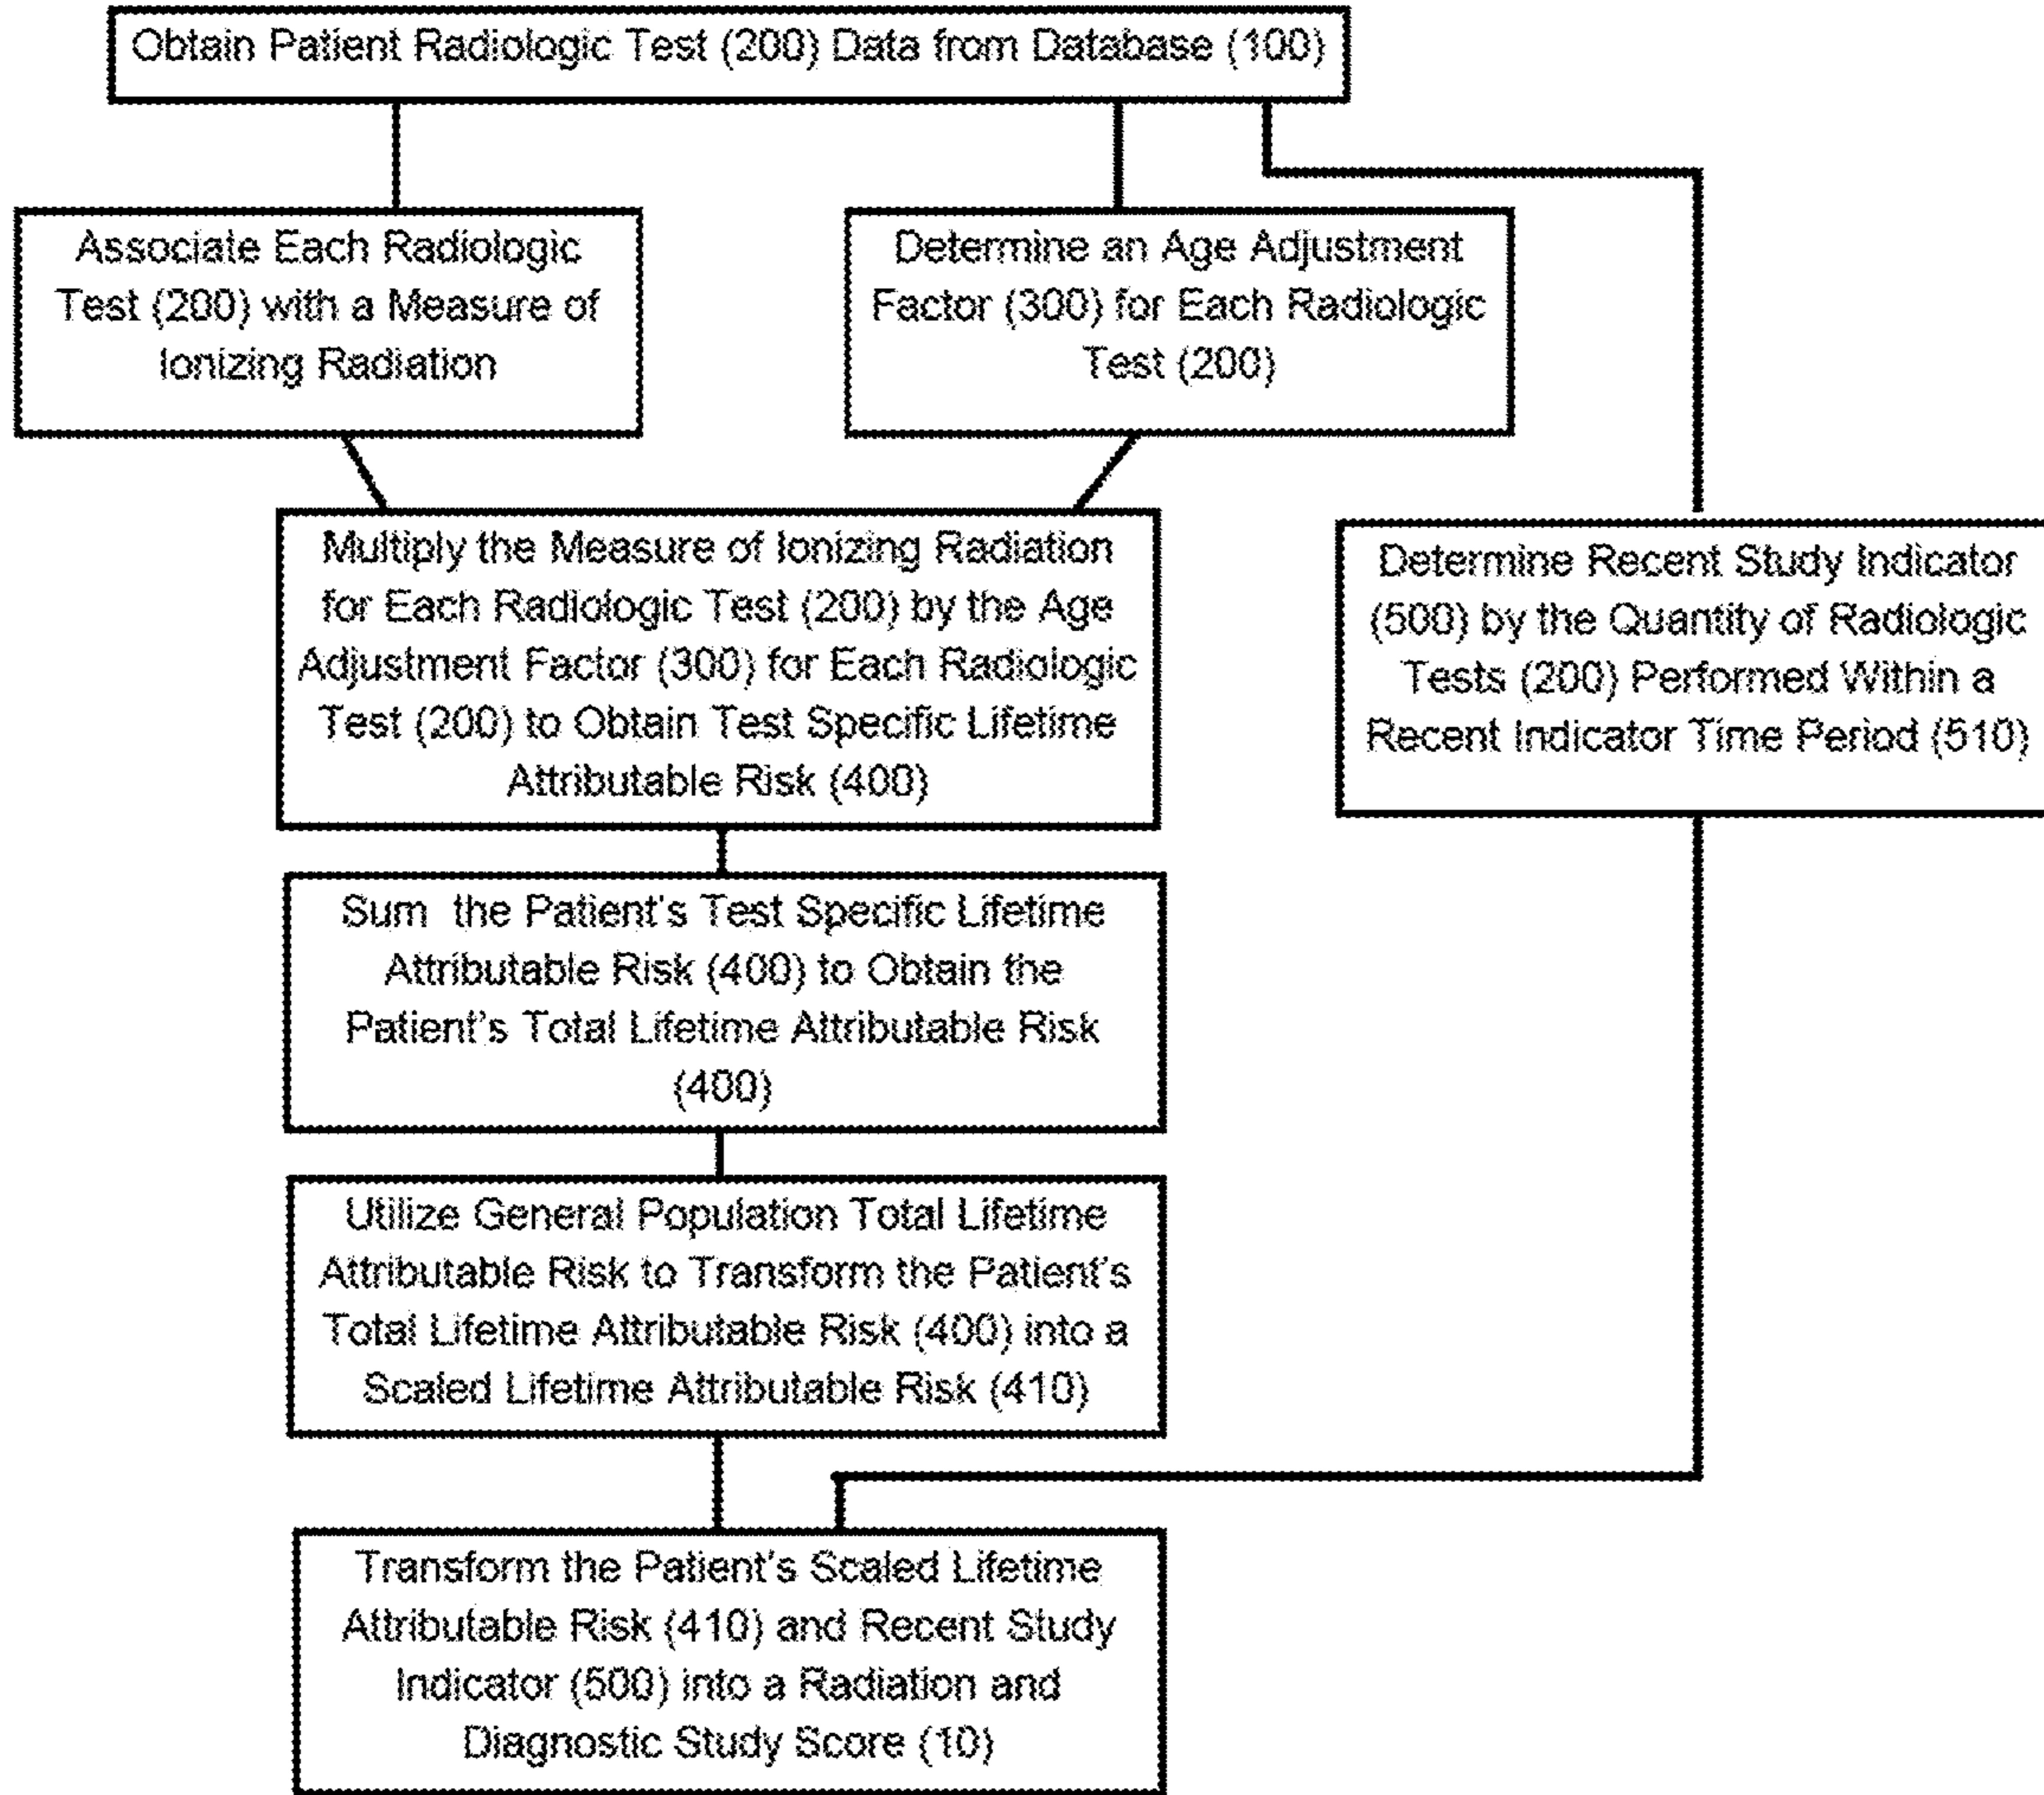 Obtain Patient Radiologic Test (200) Data from Database (100)
Associate Each Radiologic
Test (200) with a Measure of
Ionizing Radiation
Determine an Age Adjustment
Factor (300) for Each Radiologic
Test (200)
Multiply the Measure of Ionizing Radiation
for Each Radiologic Test (200) by the Age
Adjustment Factor (300) for Each Radiologic
Test (200) to Obtain Test Specific Lifetime
Attributable Risk (400)
Determine Recent Study Indicator
(500) by the Quantity of Radiologic
Tests (200) Performed Within a
Recent Indicator Time Period (510)
Sum the Patient's Test Specific Lifetime
Attributable Risk (400) to Obtain the
Patient's Total Lifetime Attributable Risk
(400)
Utilize General Population Total Lifetime
Attributable Risk to Transform the Patient's
Total Lifetime Attributable Risk (400) into a
Scaled Lifetime Attributable Risk (410)
Transform the Patient's Scaled Lifetime
Attributable Risk (410) and Recent Study
Indicator (500) into a Radiation and
Diagnostic Study Score (10)